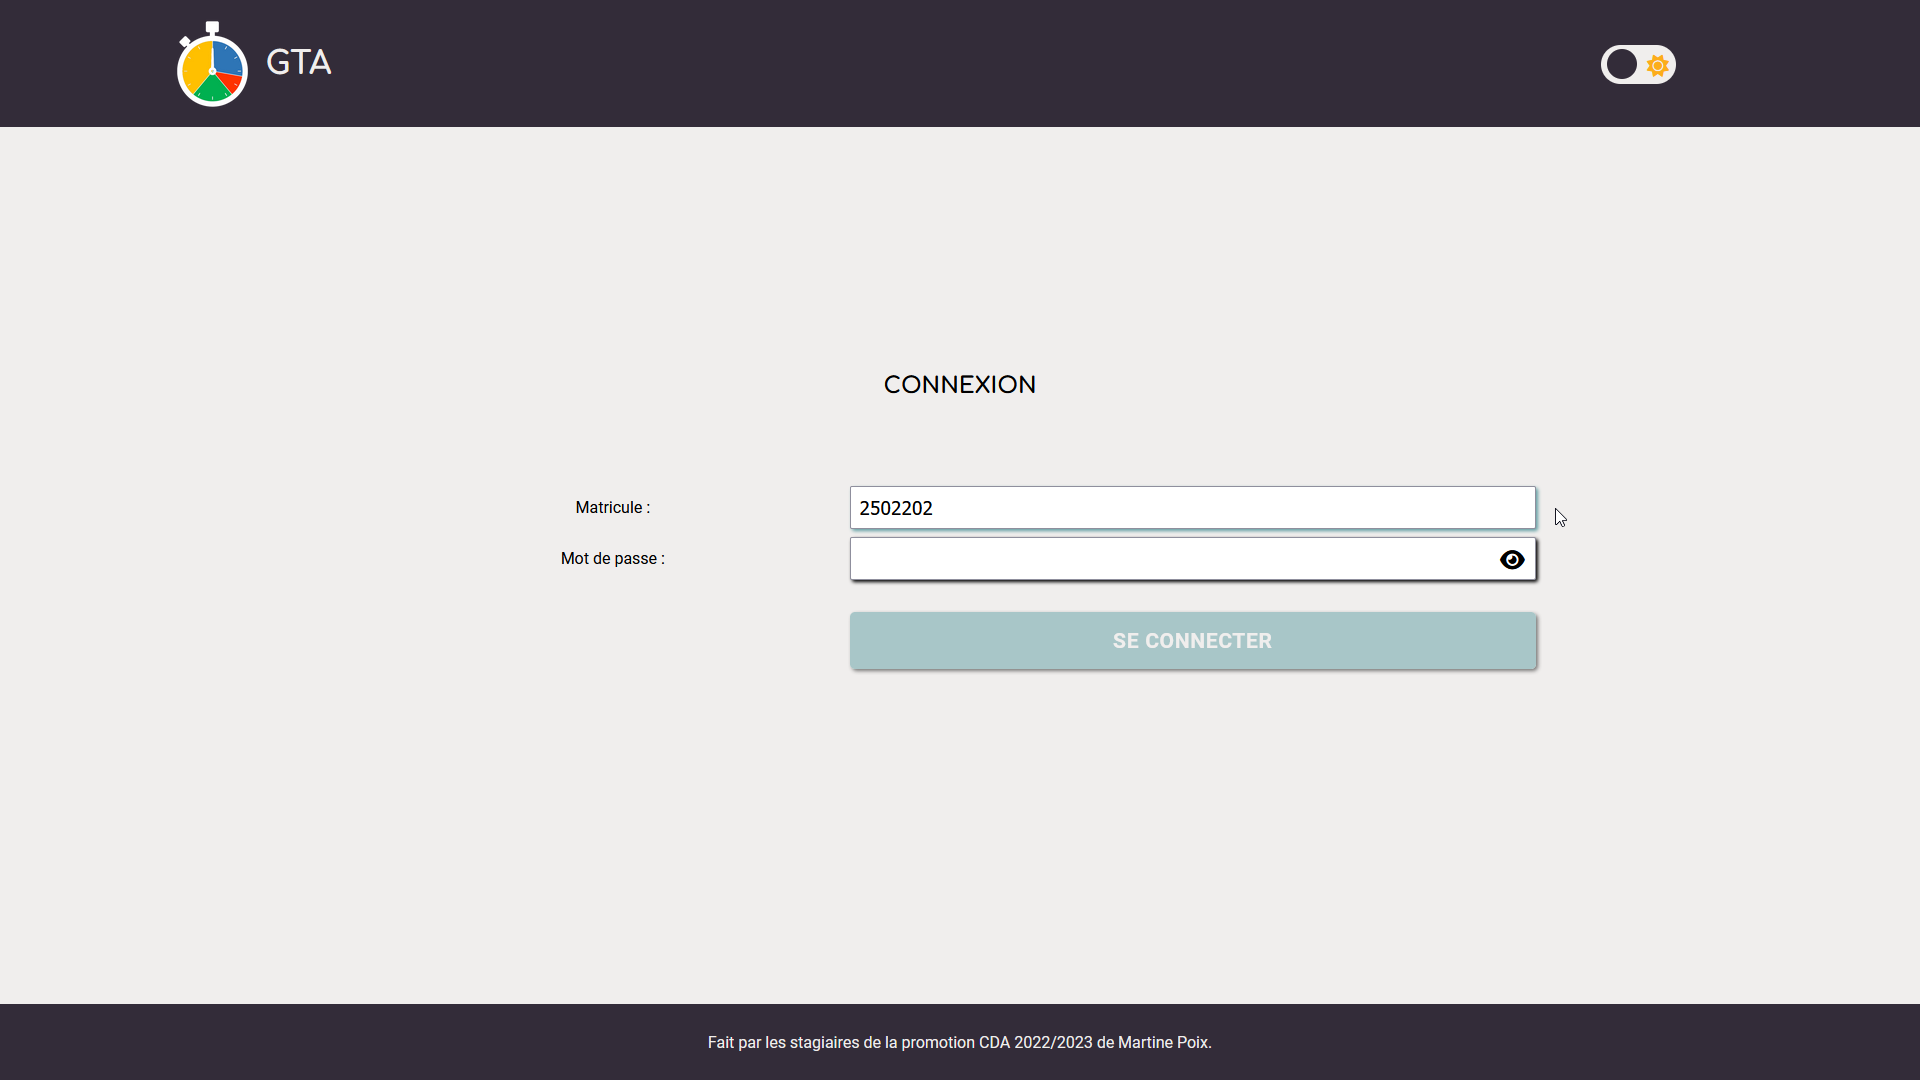 GTA
CONNEXION
Matricule :
2502202
Mot de passe :
SE CONNECTER
Fait par les stagiaires de la promotion CDA 2022/2023 de Martine Poix.